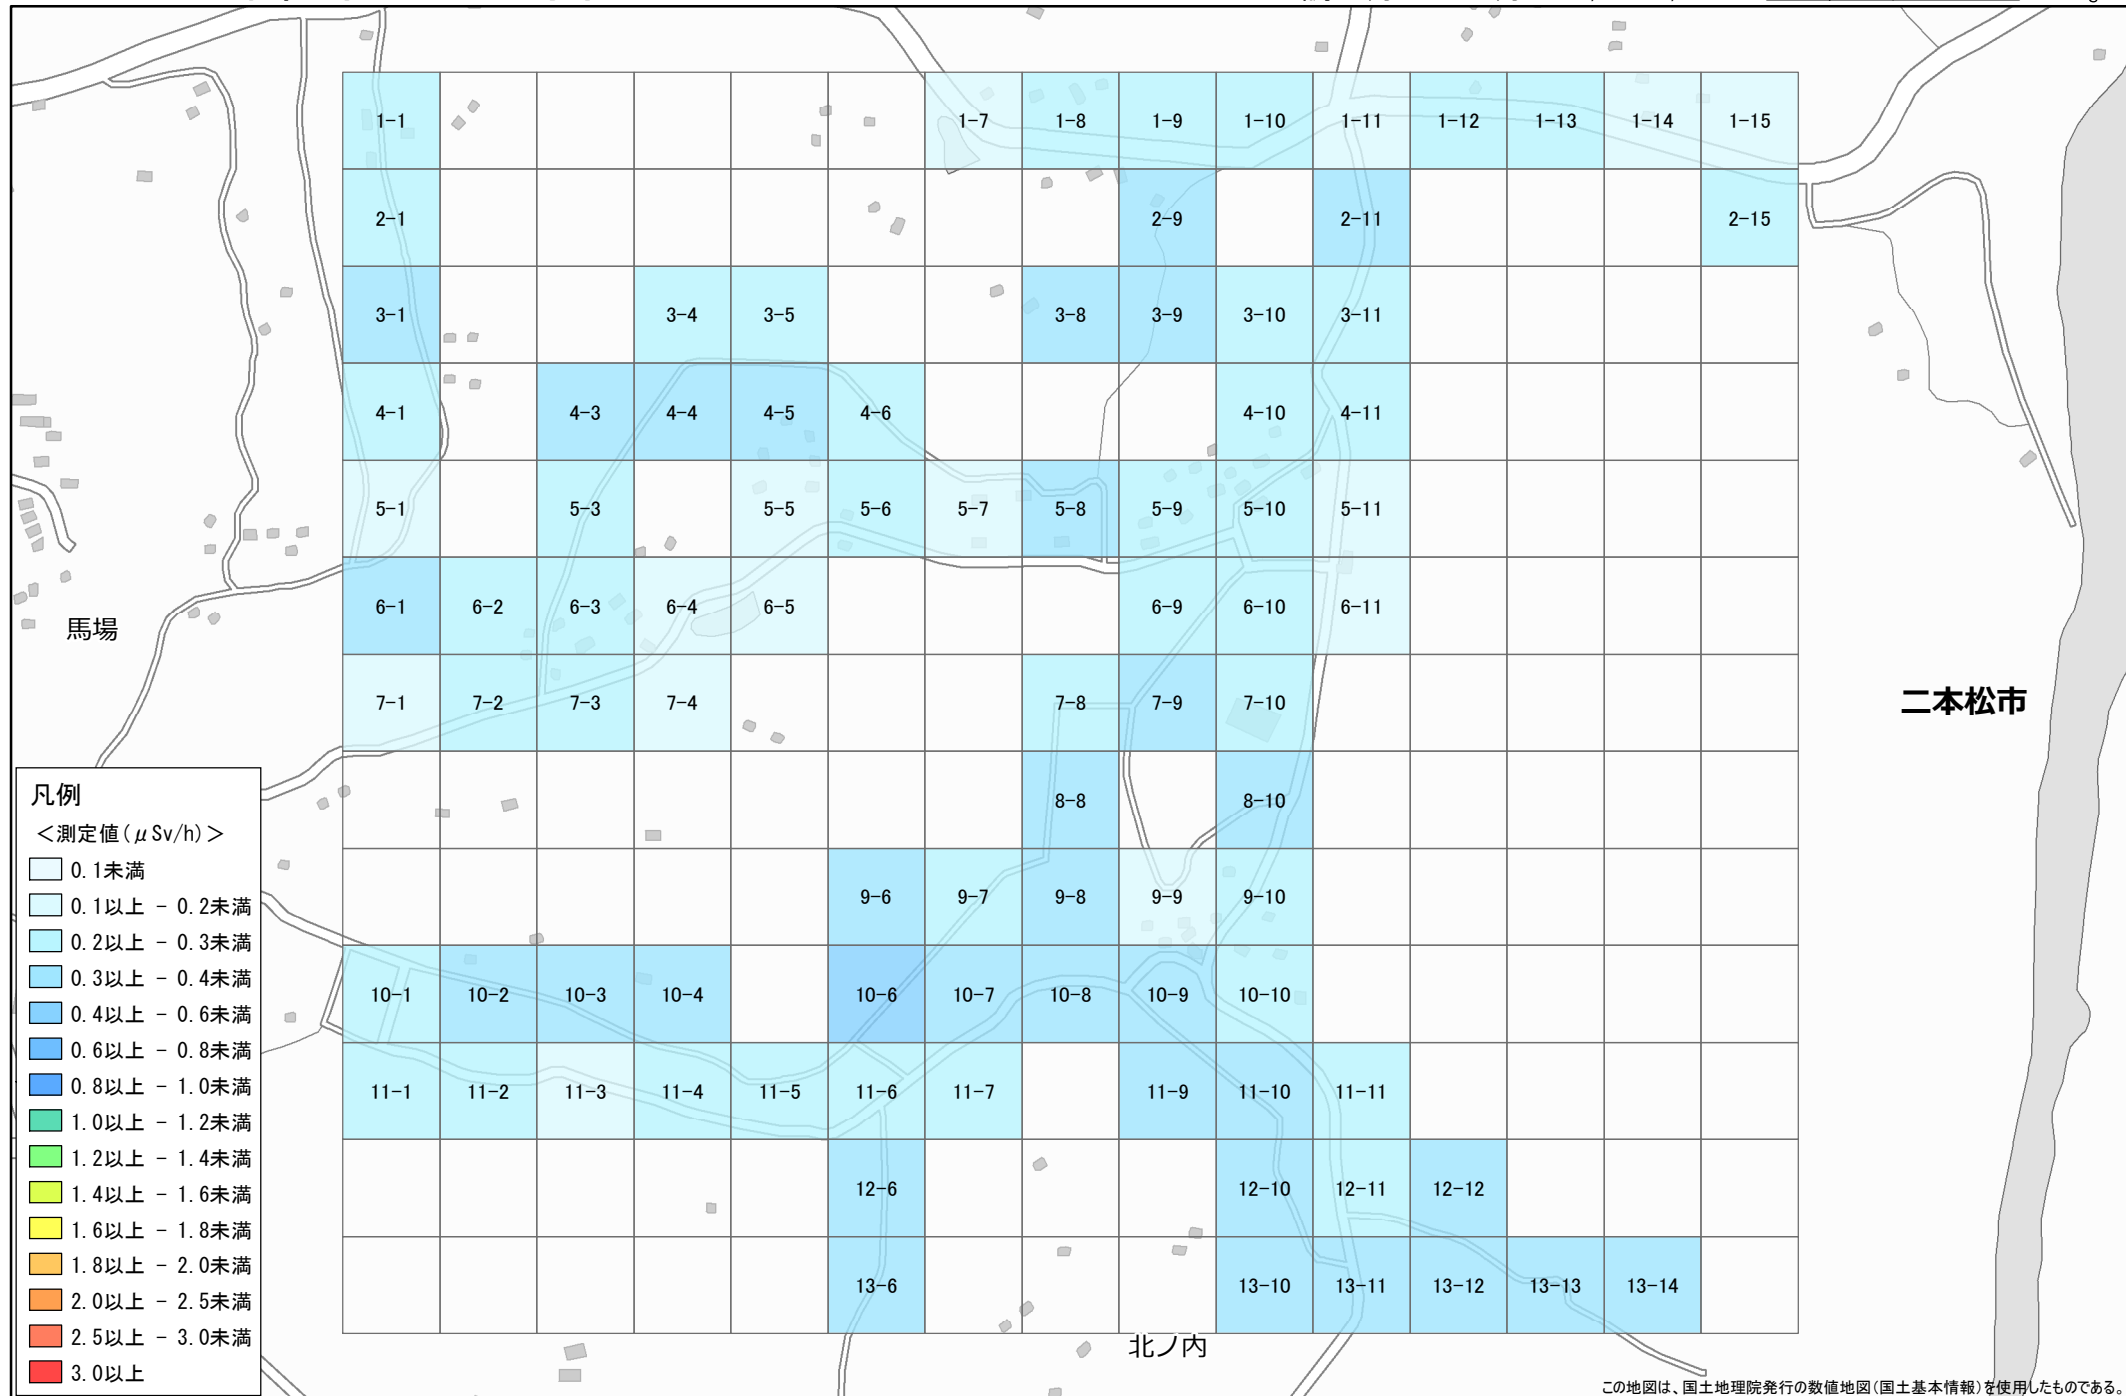 1-1 1-7 1-8 1-9 1-10 1-11 1-12 1-13 1-14 1-15
2-1 2-9 2-11 2-15
3-1 3-4 3-5 3-8 3-9 3-10 3-11
4-1 4-3 4-4 4-5 4-6 4-10 4-11
5-1 5-3 5-5 5-6 5-7 5-8 5-9 5-10 5-11
6-1 6-2 6-3 6-4 6-5 6-9 6-10 6-11
馬場
7-1 7-2 7-3 7-4 7-8 7-9 7-10
二本松市
8-8 8-10
9-6 9-7 9-8 9-9 9-10
10-1 10-2 10-3 10-4 10-6 10-7 10-8 10-9 10-10
11-1 11-2 11-3 11-4 11-5 11-6 11-7 11-9 11-10 11-11
12-6 12-10 12-11 12-12
13-6 13-10 13-11 13-12 13-13 13-14
北ノ内
凡例
＜測定値(μSv/h)＞
0.1未満
0.1以上 - 0.2未満
0.2以上 - 0.3未満
0.3以上 - 0.4未満
0.4以上 - 0.6未満
0.6以上 - 0.8未満
0.8以上 - 1.0未満
1.0以上 - 1.2未満
1.2以上 - 1.4未満
1.4以上 - 1.6未満
1.6以上 - 1.8未満
1.8以上 - 2.0未満
2.0以上 - 2.5未満
2.5以上 - 3.0未満
3.0以上
この地図は、国土地理院発行の数値地図(国土基本情報)を使用したものである。